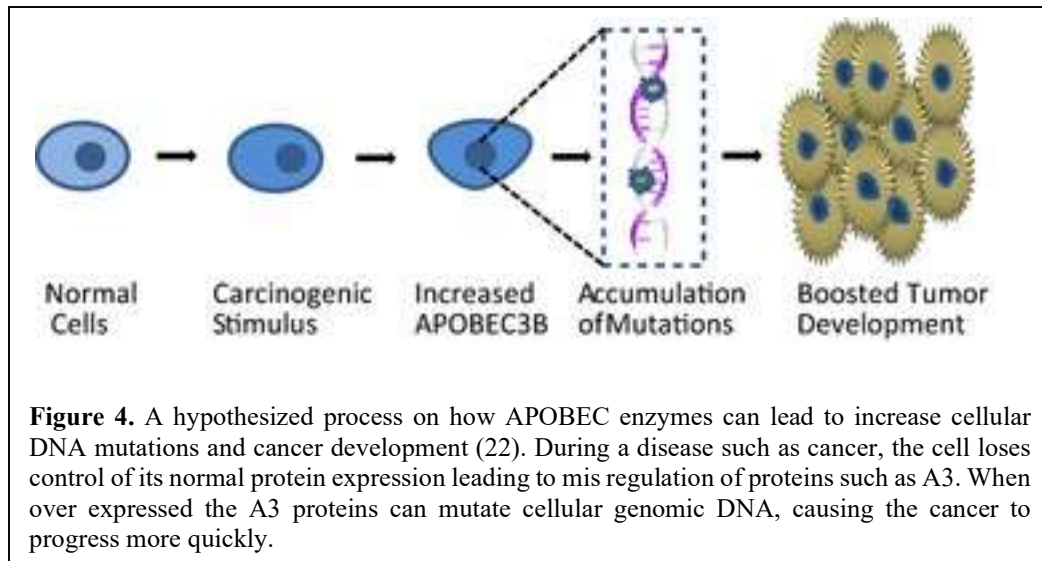 Normal Cells
Carcinogenic Stimulus
Increased APOBEC3B
Accumulation of Mutations
Boosted Tumor Development
Figure 4. A hypothesized process on how APOBEC enzymes can lead to increase cellular
DNA mutations and cancer development (22). During a disease such as cancer, the cell loses
control of its normal protein expression leading to mis regulation of proteins such as A3. When
over expressed the A3 proteins can mutate cellular genomic DNA, causing the cancer to
progress more quickly.